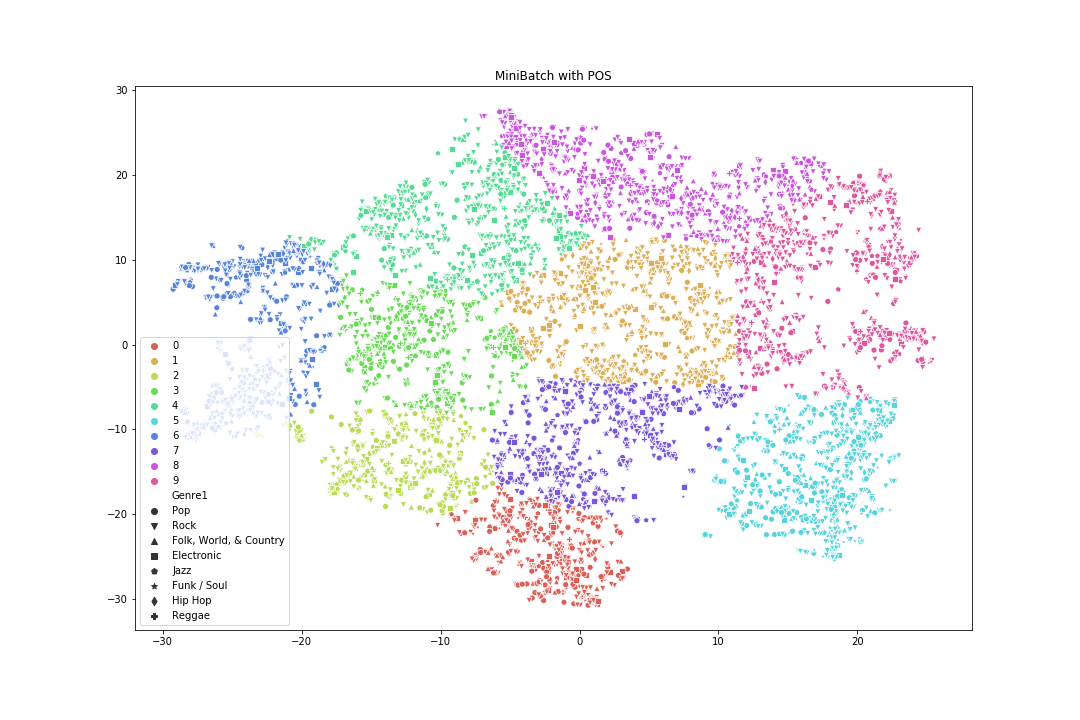 MiniBatch with POS
30
20
10
0
−10
−20
−30
0
1
2
3
4
5
6
7
8
9
Genre1
Pop
Rock
Folk, World, & Country
Electronic
Jazz
Funk / Soul
Hip Hop
Reggae
−30 −20 −10 0 10 20